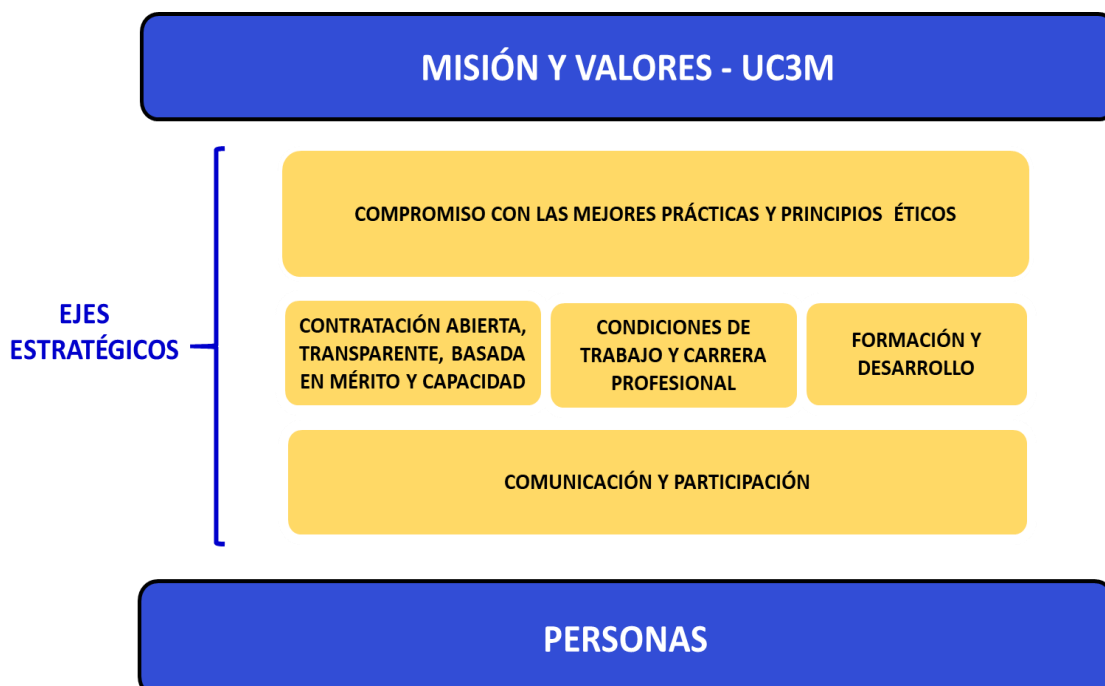 MISIÓN Y VALORES - UC3M
COMPROMISO CON LAS MEJORES PRÁCTICAS Y PRINCIPIOS ÉTICOS
EJES
ESTRATÉGICOS
CONTRATACIÓN ABIERTA,
TRANSPARENTE, BASADA
EN MÉRITO Y CAPACIDAD
CONDICIONES DE
TRABAJO Y CARRERA
PROFESIONAL
FORMACIÓN Y
DESARROLLO
COMUNICACIÓN Y PARTICIPACIÓN
PERSONAS